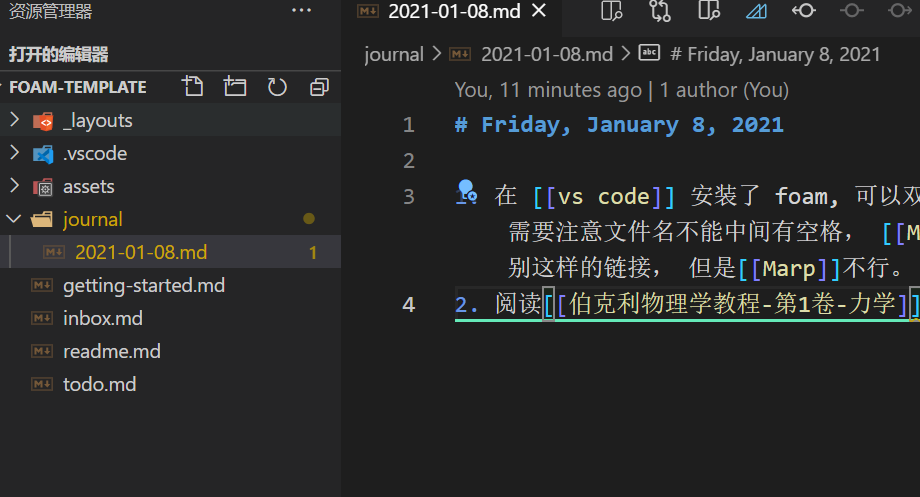 资源管理器
2021-01-08.md
打开的编辑器
journal > 2021-01-08.md > # Friday, January 8, 2021
FOAM-TEMPLATE
You, 11 minutes ago | 1 author (You)
_layouts
1 # Friday, January 8, 2021
.vscode
2
assets
3 在 [[vs code]] 安装了 foam, 可以双
journal
需要注意文件名不能中间有空格， [[M
2021-01-08.md 1
别这样的链接， 但是[[Marp]]不行。
getting-started.md
4 2. 阅读[[伯克利物理学教程-第1卷-力学]]
inbox.md
readme.md
todo.md